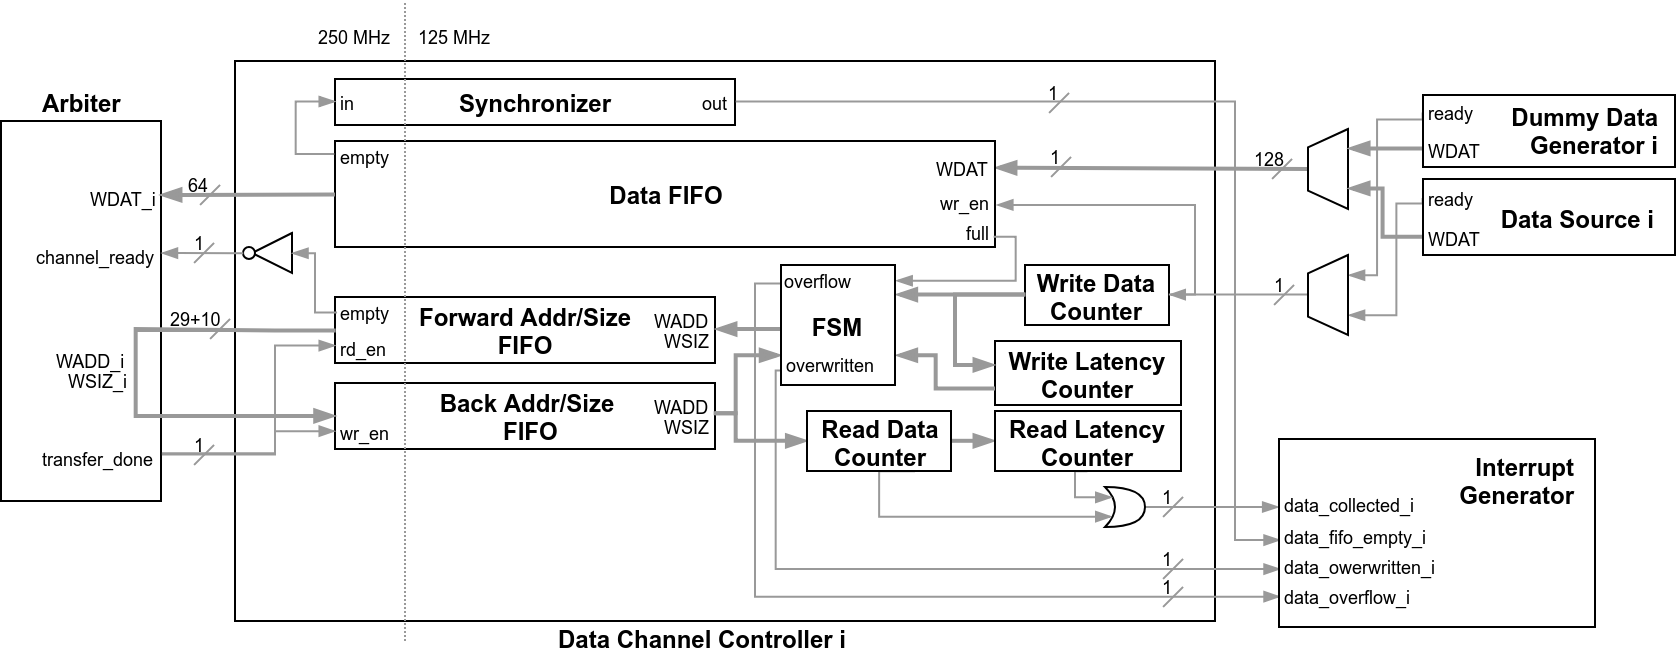 250 MHz
125 MHz
Arbiter
in
Synchronizer
out
1
ready
Dummy Data
Generator i
WDAT
empty
Data FIFO
WDAT
1
128
wr_en
full
ready
Data Source i
WDAT
WDAT_i
64
channel_ready
1
overflow
FSM
overwritten
Write Data
Counter
1
29+10
empty
Forward Addr/Size
FIFO
WADD
WSIZ
rd_en
WADD_i
WSIZ_i
Write Latency
Counter
Back Addr/Size
FIFO
WADD
WSIZ
wr_en
transfer_done
1
Read Data
Counter
Read Latency
Counter
Interrupt
Generator
1
data_collected_i
data_fifo_empty_i
1
data_owerwritten_i
1
data_overflow_i
Data Channel Controller i